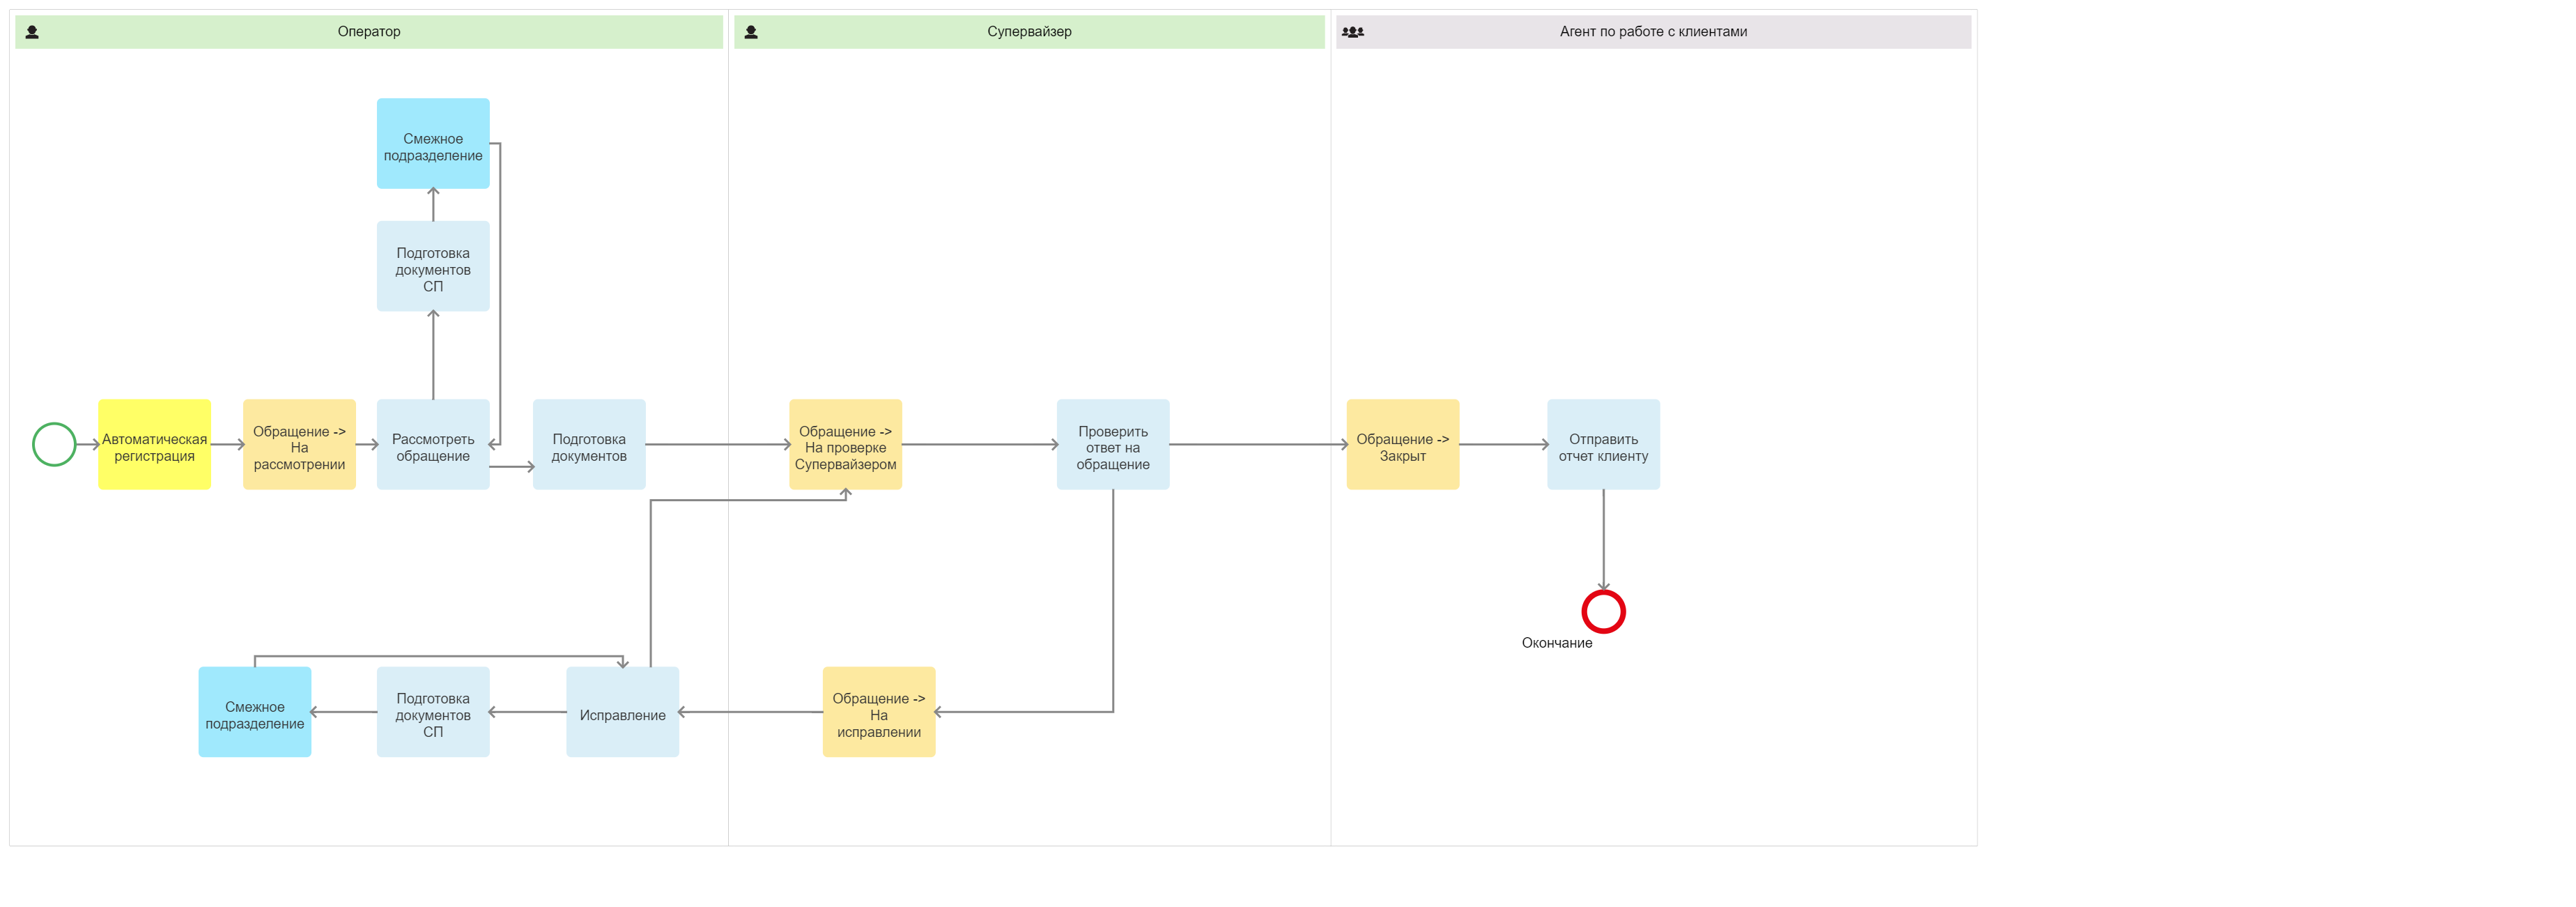 Оператор
Супервайзер
Агент по работе с клиентами
Смежное
подразделение
Подготовка
документов
СП
Автоматическая
регистрация
Обращение ->
На
рассмотрении
Рассмотреть
обращение
Подготовка
документов
Обращение ->
На проверке
Супервайзером
Проверить
ответ на
обращение
Обращение ->
Закрыт
Отправить
отчет клиенту
Окончание
Смежное
подразделение
Подготовка
документов
СП
Исправление
Обращение ->
На
исправлении